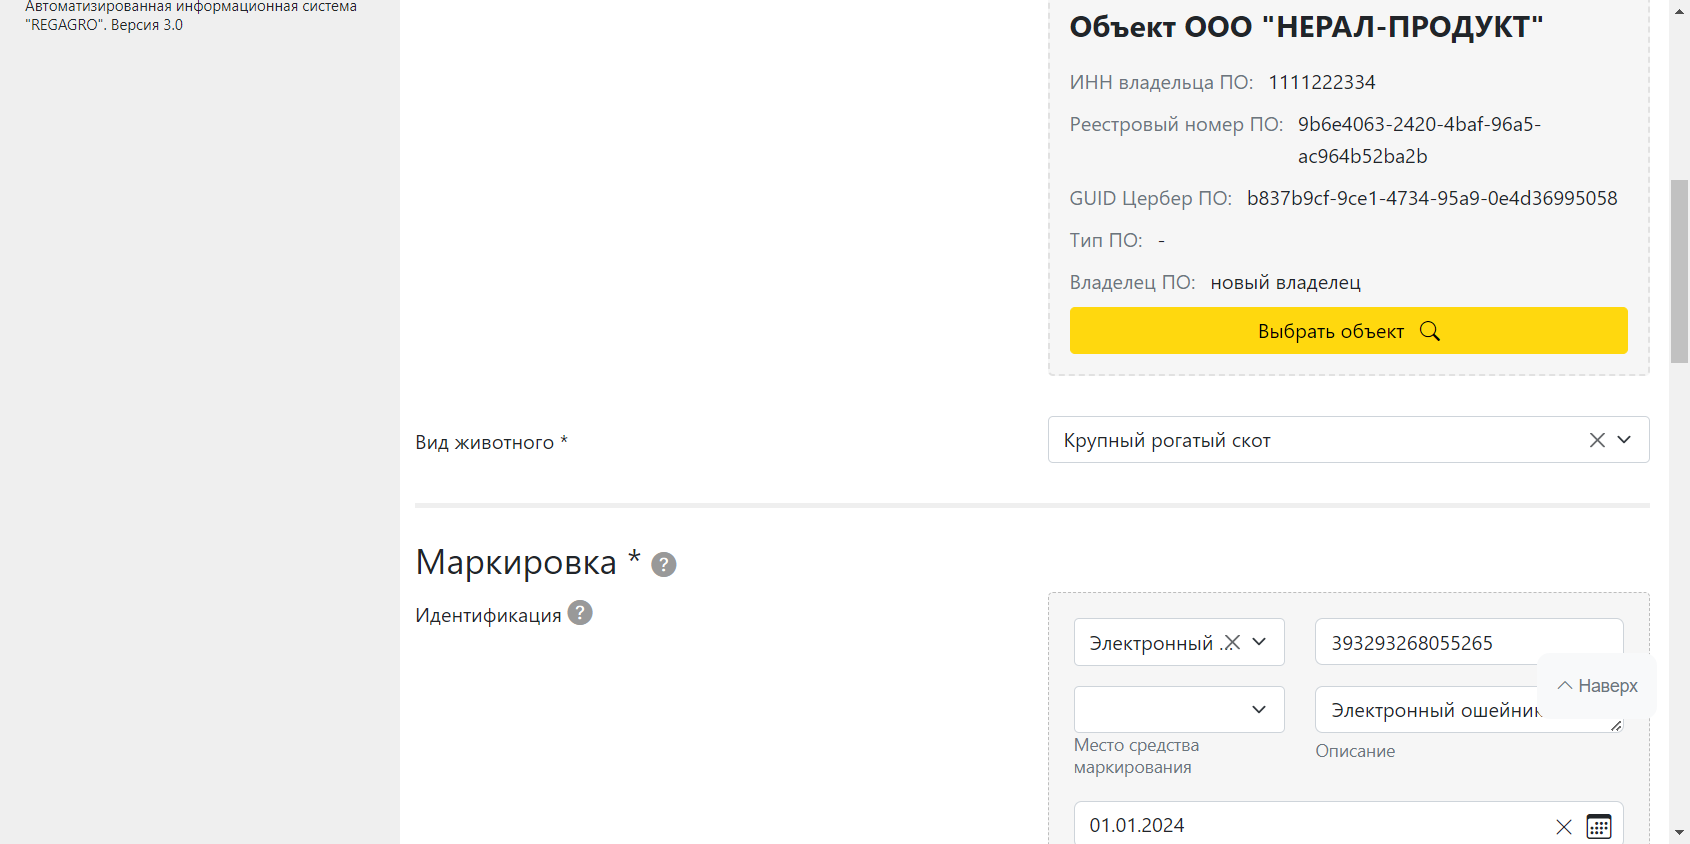 Автоматизированная информационная система
"REGAGRO". Версия 3.0
Объект ООО "НЕРАЛ-ПРОДУКТ"
ИНН владельца ПО: 1111222334
Реестровый номер ПО: 9b6e4063-2420-4baf-96a5-
ac964b52ba2b
GUID Цербер ПО: b837b9cf-9ce1-4734-95a9-0e4d36995058
Тип ПО: -
Владелец ПО: новый владелец
Выбрать объект
Вид животного *
Крупный рогатый скот
Маркировка * ?
Идентификация ?
Электронный ...
393293268055265
Наверх
Электронный ошейник
Место средства
маркирования
Описание
01.01.2024